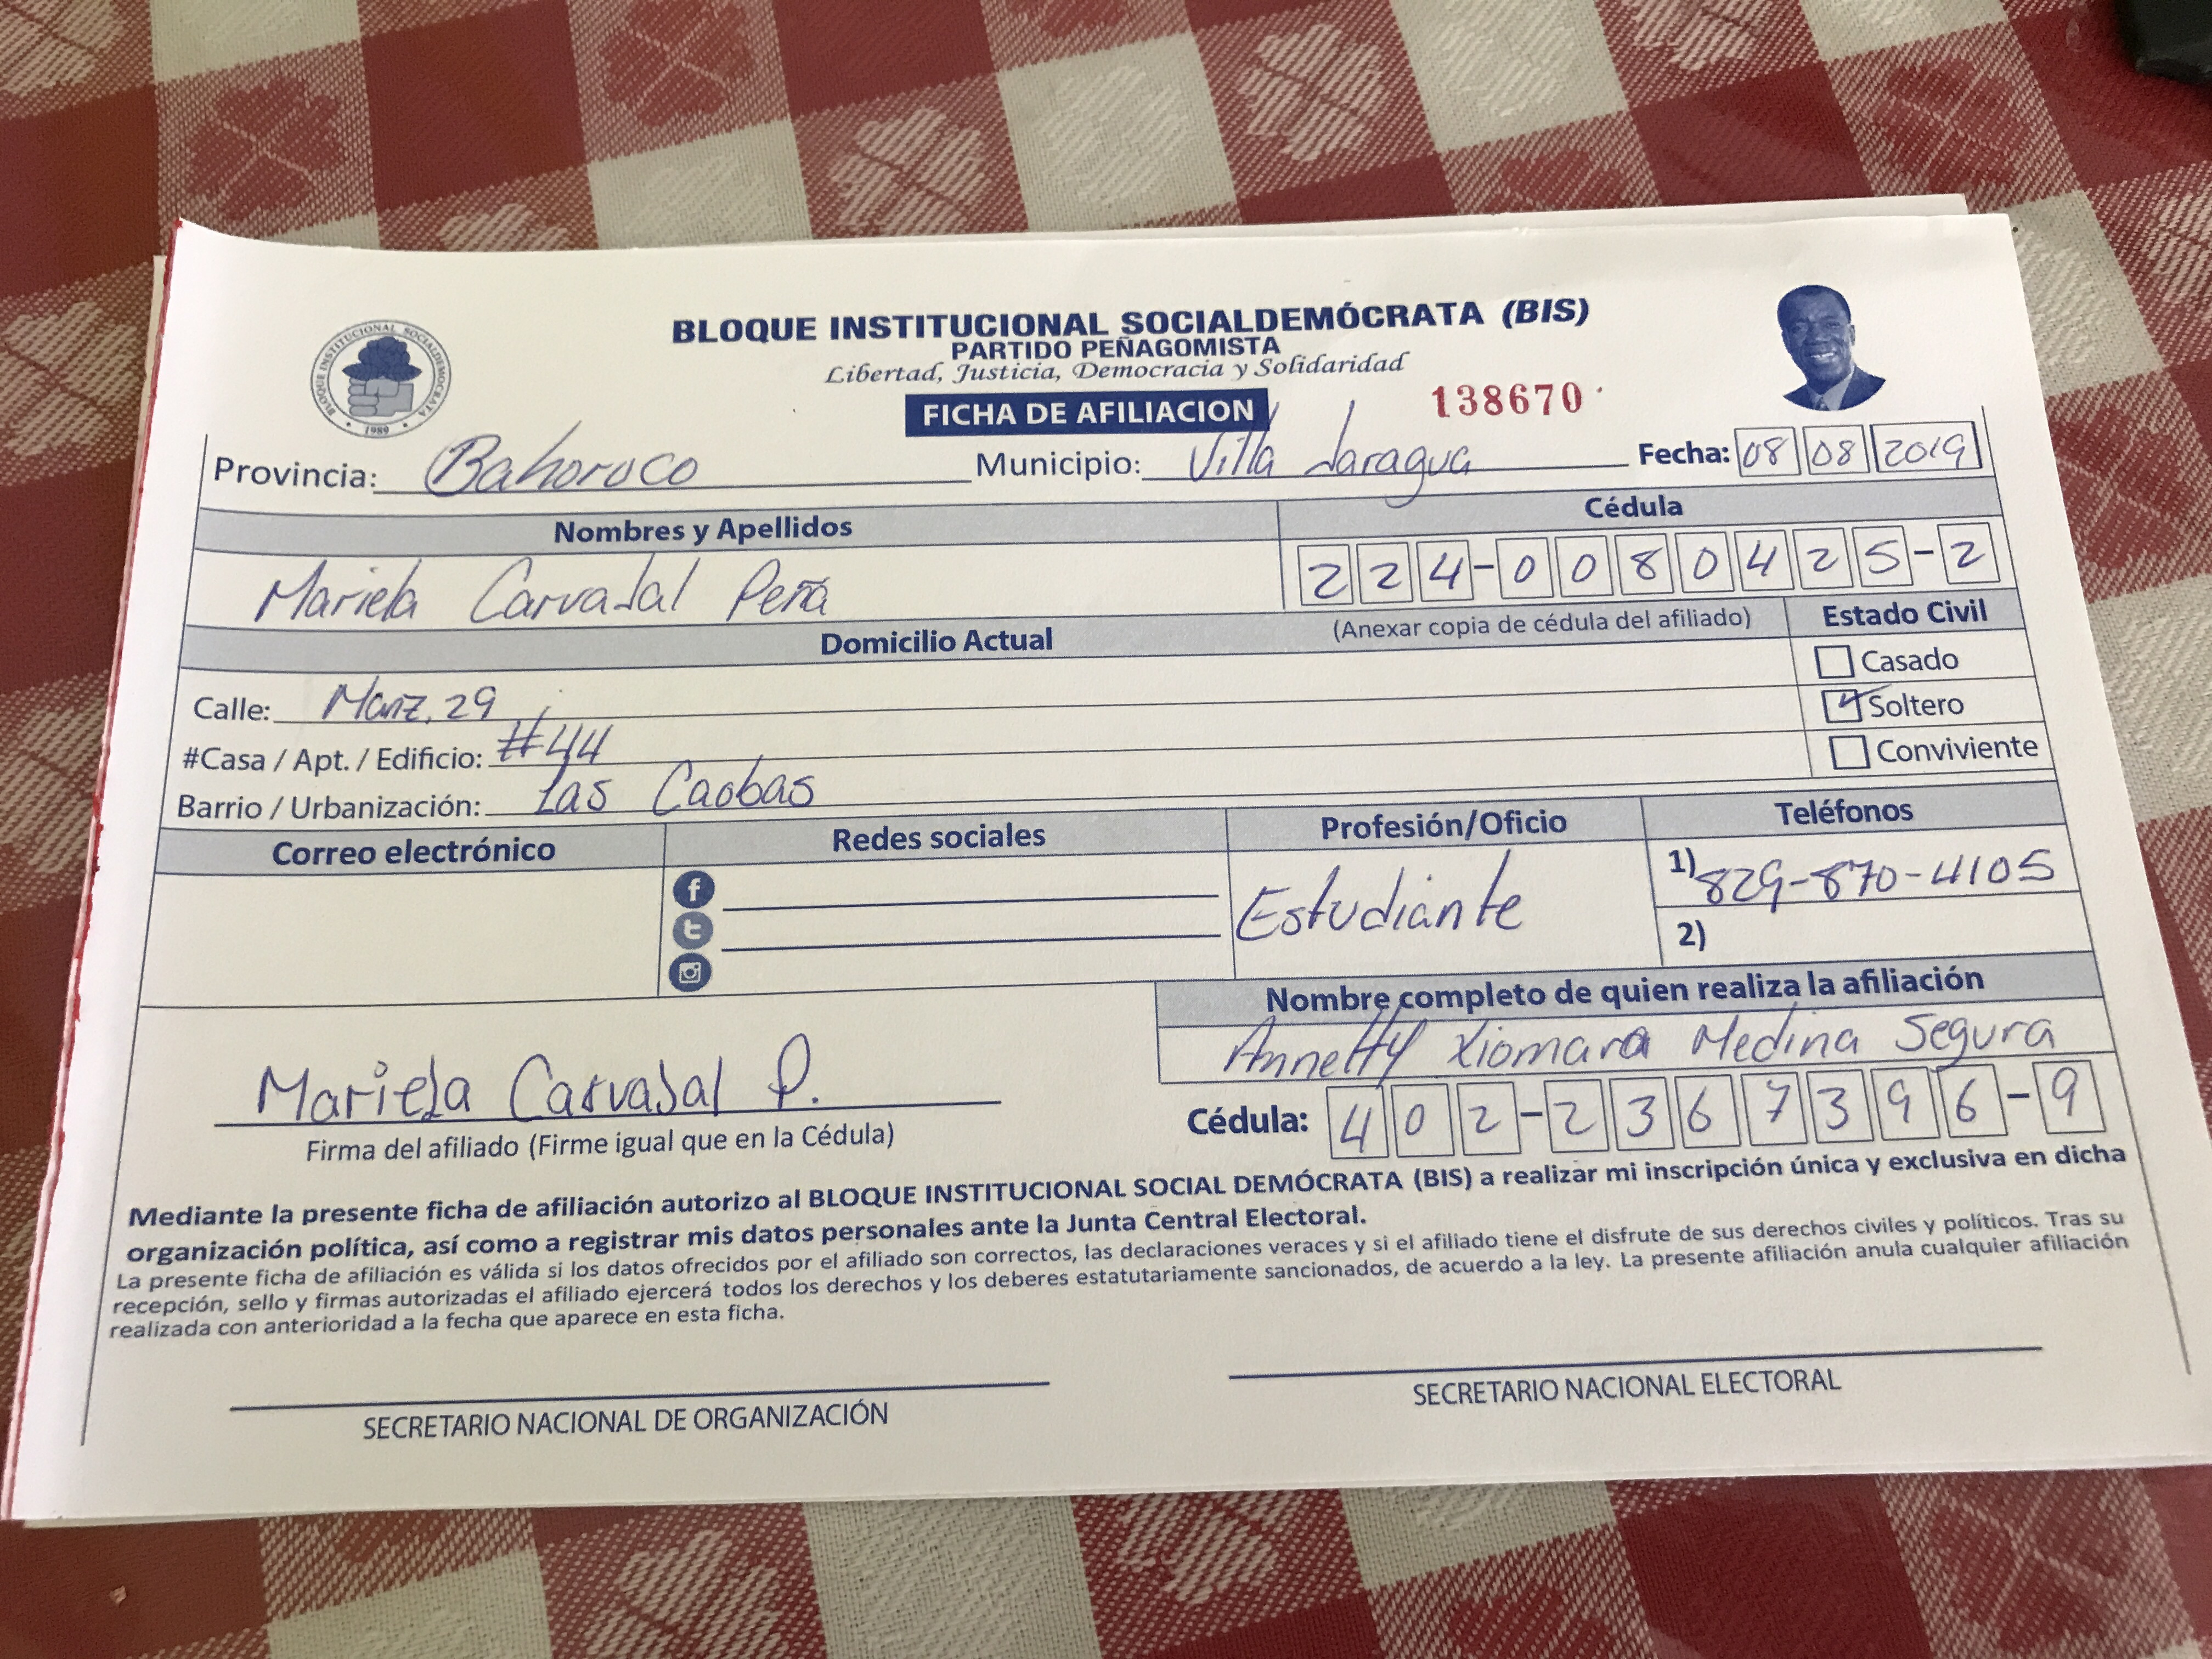 BLOQUE INSTITUCIONAL SOCIALDEMÓCRATA (BIS)
PARTIDO PEÑAGOMISTA
Libertad, Justicia, Democracia y Solidaridad
BLOQUE INSTITUCIONAL SOCIALDEMOCRATA
1989
FICHA DE AFILIACION
138670
Provincia: Bahoruco Municipio: Villa Jaragua Fecha: 08 08 2019
Nombres y Apellidos Cédula
Mariela Carvajal Peña 224-0080425-2
Domicilio Actual (Anexar copia de cédula del afiliado) Estado Civil
Casado
Calle: Manz. 29 Soltero
#Casa / Apt. / Edificio: #44 Conviviente
Barrio / Urbanización: Las Caobas
Correo electrónico Redes sociales Profesión/Oficio Teléfonos
Estudiante 1) 829-870-4105
2)
Nombre completo de quien realiza la afiliación
Annetty Xiomara Medina Segura
Mariela Carvajal P. Cédula: 402-2367396-9
Firma del afiliado (Firme igual que en la Cédula)
Mediante la presente ficha de afiliación autorizo al BLOQUE INSTITUCIONAL SOCIAL DEMÓCRATA (BIS) a realizar mi inscripción única y exclusiva en dicha
organización política, así como a registrar mis datos personales ante la Junta Central Electoral.
La presente ficha de afiliación es válida si los datos ofrecidos por el afiliado son correctos, las declaraciones veraces y si el afiliado tiene el disfrute de sus derechos civiles y políticos. Tras su
recepción, sello y firmas autorizadas el afiliado ejercerá todos los derechos y los deberes estatutariamente sancionados, de acuerdo a la ley. La presente afiliación anula cualquier afiliación
realizada con anterioridad a la fecha que aparece en esta ficha.
SECRETARIO NACIONAL DE ORGANIZACIÓN SECRETARIO NACIONAL ELECTORAL